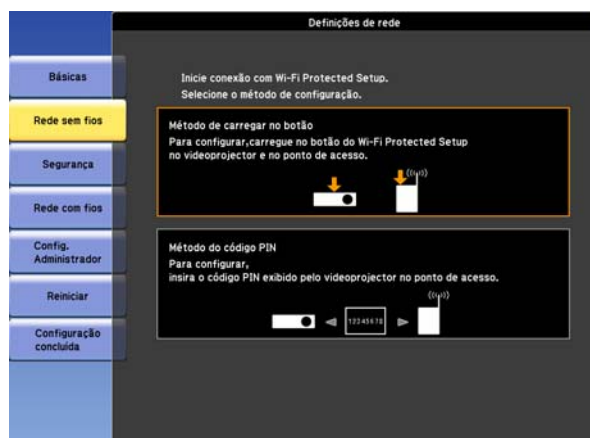 Definições de rede
Básicas
Rede sem fios
Segurança
Rede com fios
Config.
Administrador
Reiniciar
Configuração
concluída
Inicie conexão com Wi-Fi Protected Setup.
Selecione o método de configuração.
Método de carregar no botão
Para configurar,carregue no botão do Wi-Fi Protected Setup
no videoprojector e no ponto de acesso.
Método do código PIN
Para configurar,
insira o código PIN exibido pelo videoprojector no ponto de acesso.
12345678